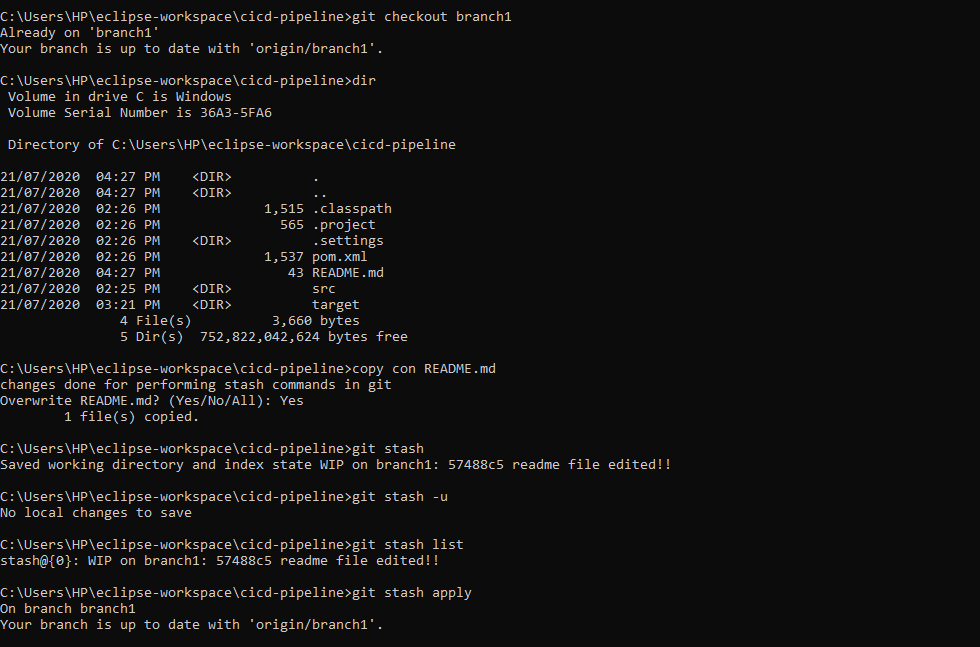 C:\Users\HP\eclipse-workspace\cicd-pipeline>git checkout branch1
Already on 'branch1'
Your branch is up to date with 'origin/branch1'.
C:\Users\HP\eclipse-workspace\cicd-pipeline>dir
Volume in drive C is Windows
Volume Serial Number is 36A3-5FA6
Directory of C:\Users\HP\eclipse-workspace\cicd-pipeline
21/07/2020  04:27 PM    <DIR>          .
21/07/2020  04:27 PM    <DIR>          ..
21/07/2020  02:26 PM             1,515 .classpath
21/07/2020  02:26 PM               565 .project
21/07/2020  02:26 PM    <DIR>          .settings
21/07/2020  02:26 PM             1,537 pom.xml
21/07/2020  04:27 PM                43 README.md
21/07/2020  02:25 PM    <DIR>          src
21/07/2020  03:21 PM    <DIR>          target
4 File(s)          3,660 bytes
5 Dir(s)  752,822,042,624 bytes free
C:\Users\HP\eclipse-workspace\cicd-pipeline>copy con README.md
changes done for performing stash commands in git
Overwrite README.md? (Yes/No/All): Yes
1 file(s) copied.
C:\Users\HP\eclipse-workspace\cicd-pipeline>git stash
Saved working directory and index state WIP on branch1: 57488c5 readme file edited!!
C:\Users\HP\eclipse-workspace\cicd-pipeline>git stash -u
No local changes to save
C:\Users\HP\eclipse-workspace\cicd-pipeline>git stash list
stash@{0}: WIP on branch1: 57488c5 readme file edited!!
C:\Users\HP\eclipse-workspace\cicd-pipeline>git stash apply
On branch branch1
Your branch is up to date with 'origin/branch1'.